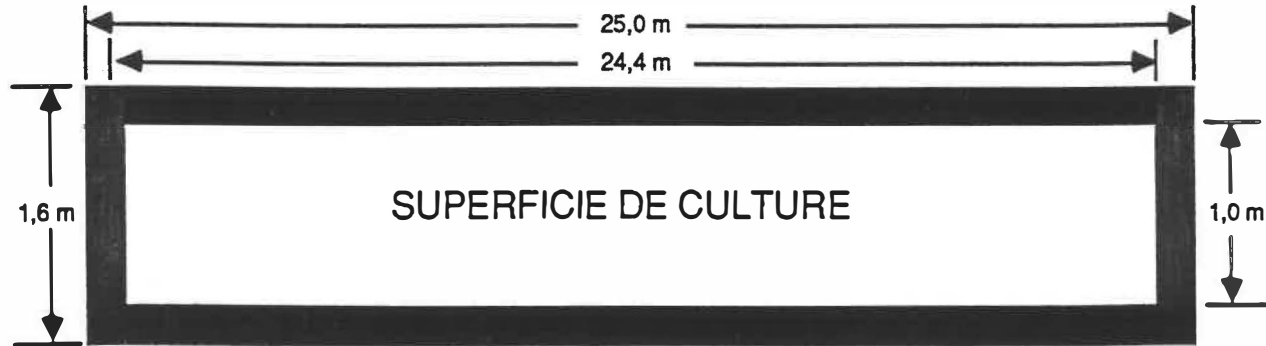 25,0 m
24,4 m
1,6 m
SUPERFICIE DE CULTURE
1,0 m